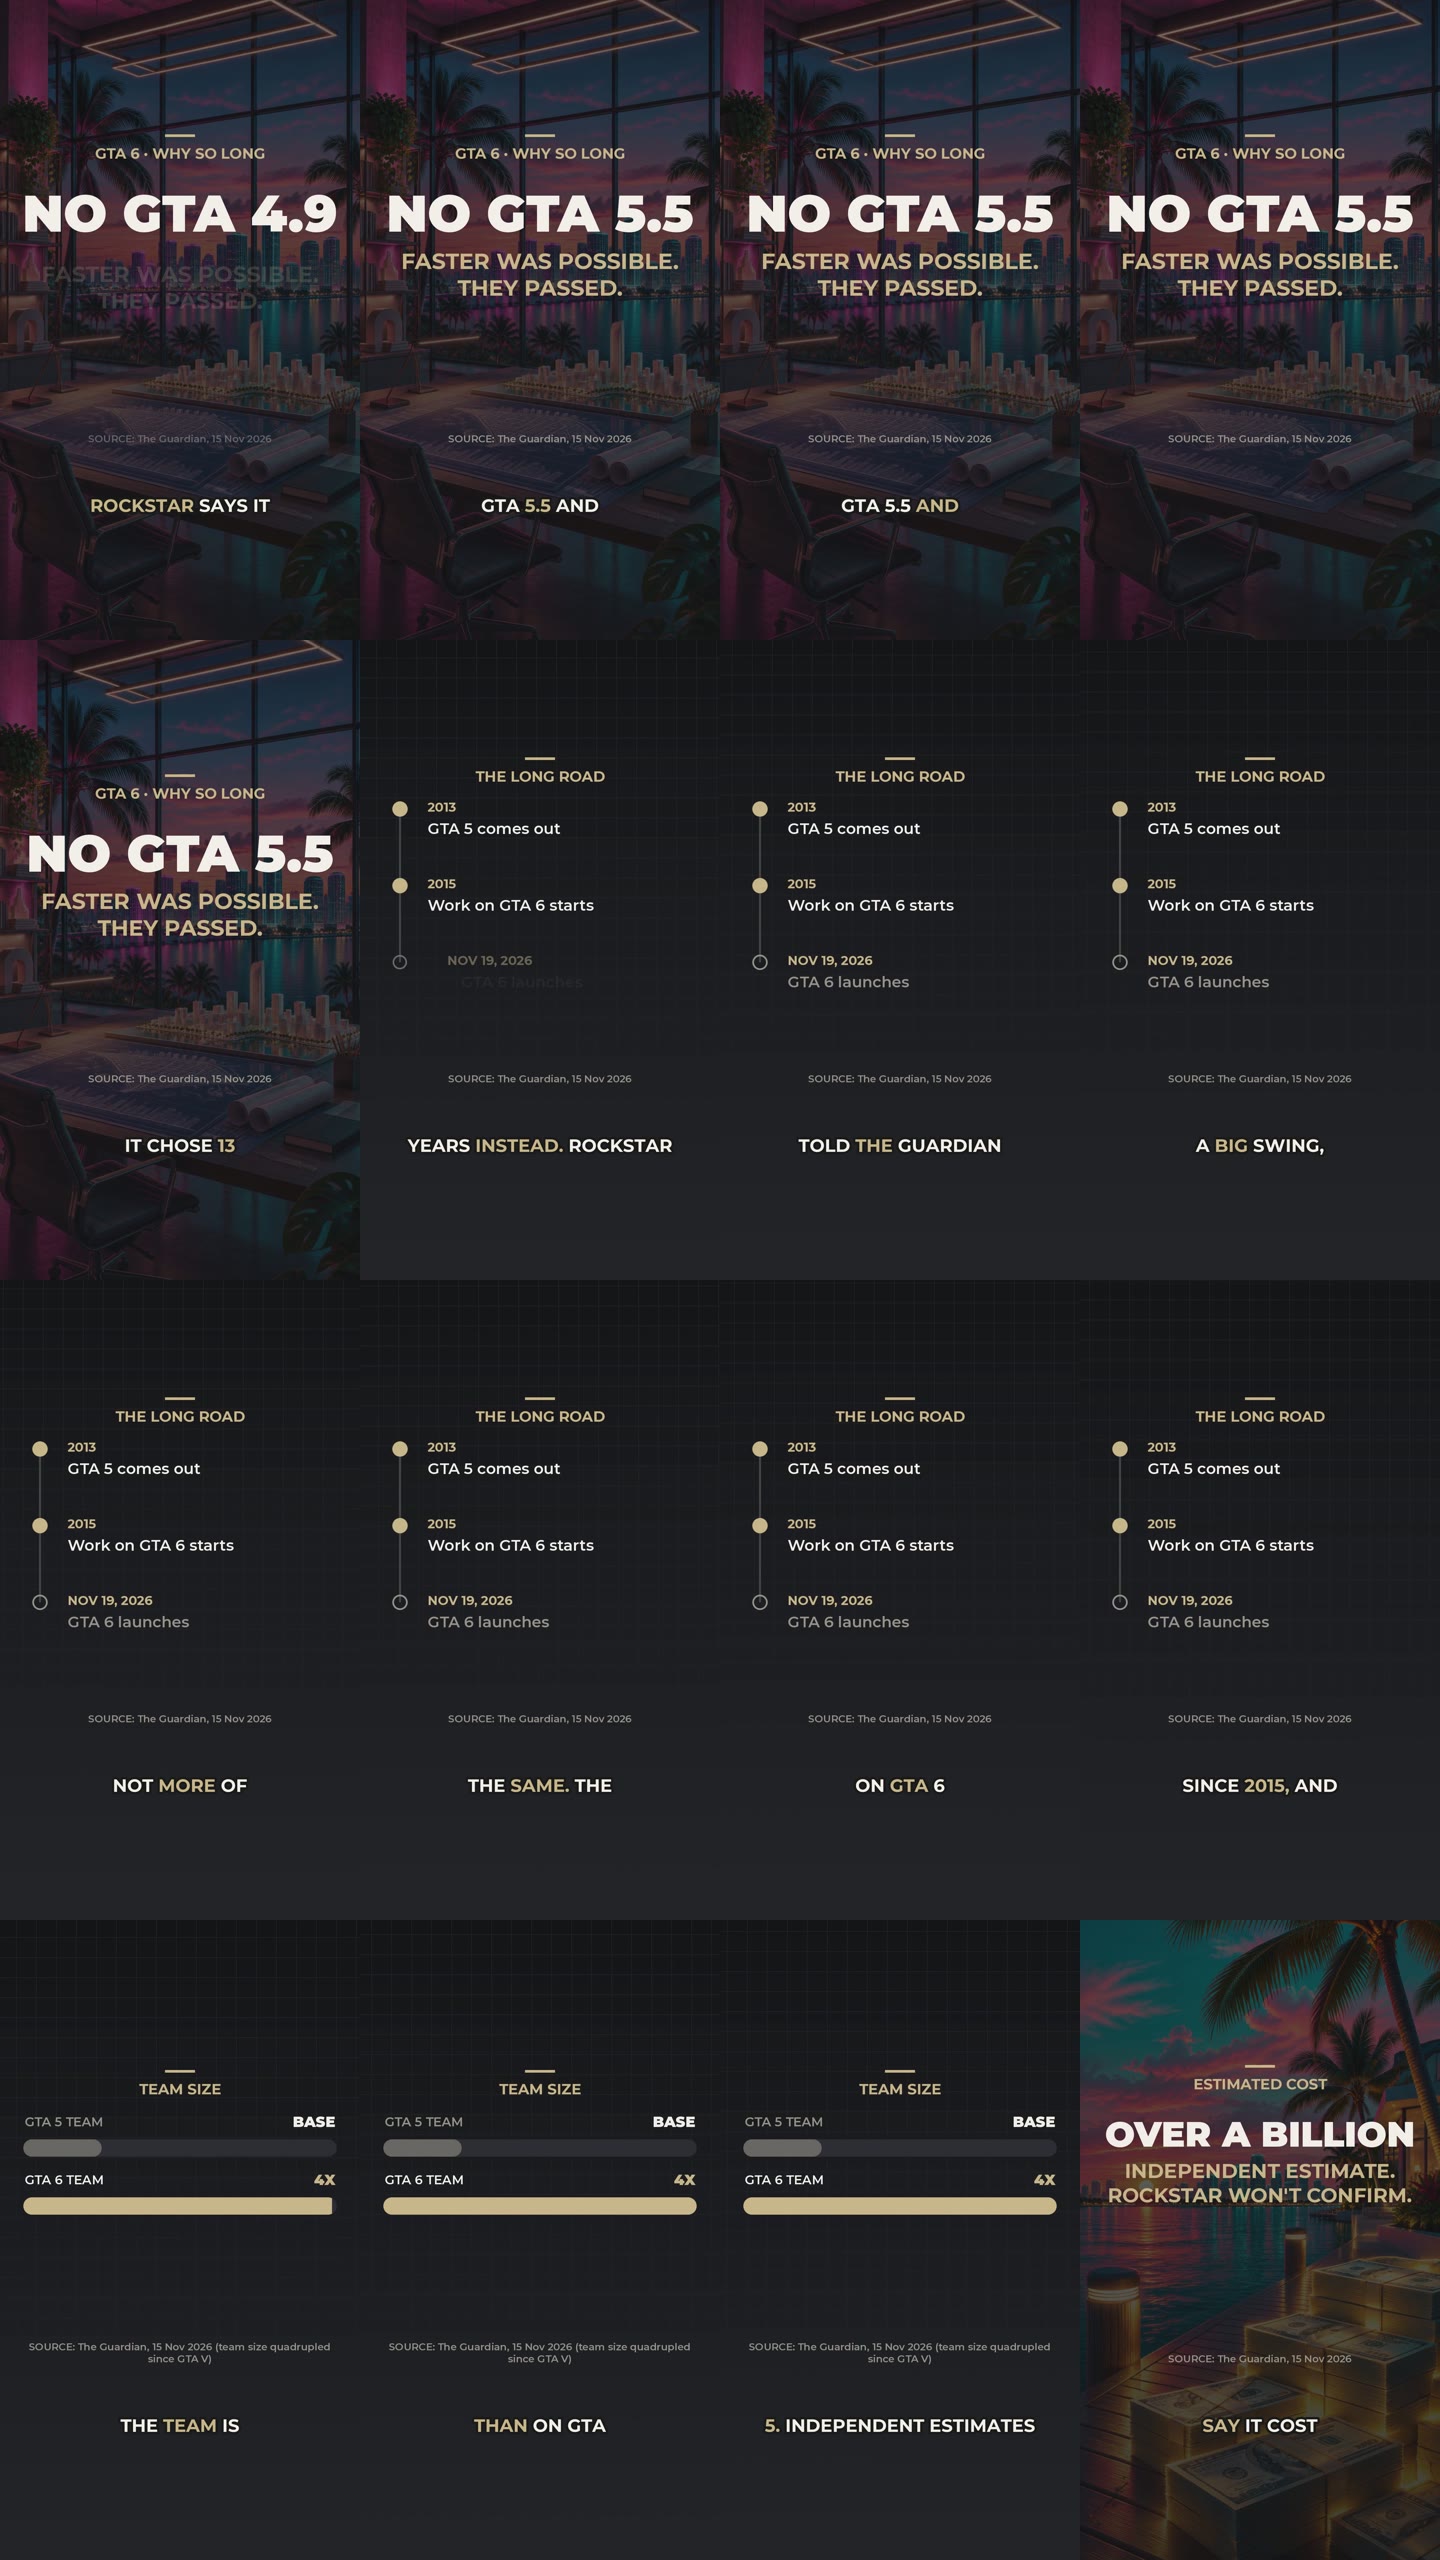 GTA 6 • WHY SO LONG
NO GTA 4.9
FASTER WAS POSSIBLE.
THEY PASSED.
SOURCE: The Guardian, 15 Nov 2026
ROCKSTAR SAYS IT
GTA 6 • WHY SO LONG
NO GTA 5.5
FASTER WAS POSSIBLE.
THEY PASSED.
SOURCE: The Guardian, 15 Nov 2026
GTA 5.5 AND
GTA 6 • WHY SO LONG
NO GTA 5.5
FASTER WAS POSSIBLE.
THEY PASSED.
SOURCE: The Guardian, 15 Nov 2026
GTA 5.5 AND
GTA 6 • WHY SO LONG
NO GTA 5.5
FASTER WAS POSSIBLE.
THEY PASSED.
SOURCE: The Guardian, 15 Nov 2026
GTA 6 • WHY SO LONG
NO GTA 5.5
FASTER WAS POSSIBLE.
THEY PASSED.
SOURCE: The Guardian, 15 Nov 2026
IT CHOSE 13
THE LONG ROAD
2013
GTA 5 comes out
2015
Work on GTA 6 starts
NOV 19, 2026
GTA 6 launches
SOURCE: The Guardian, 15 Nov 2026
YEARS INSTEAD. ROCKSTAR
THE LONG ROAD
2013
GTA 5 comes out
2015
Work on GTA 6 starts
NOV 19, 2026
GTA 6 launches
SOURCE: The Guardian, 15 Nov 2026
TOLD THE GUARDIAN
THE LONG ROAD
2013
GTA 5 comes out
2015
Work on GTA 6 starts
NOV 19, 2026
GTA 6 launches
SOURCE: The Guardian, 15 Nov 2026
A BIG SWING,
THE LONG ROAD
2013
GTA 5 comes out
2015
Work on GTA 6 starts
NOV 19, 2026
GTA 6 launches
SOURCE: The Guardian, 15 Nov 2026
NOT MORE OF
THE LONG ROAD
2013
GTA 5 comes out
2015
Work on GTA 6 starts
NOV 19, 2026
GTA 6 launches
SOURCE: The Guardian, 15 Nov 2026
THE SAME. THE
THE LONG ROAD
2013
GTA 5 comes out
2015
Work on GTA 6 starts
NOV 19, 2026
GTA 6 launches
SOURCE: The Guardian, 15 Nov 2026
ON GTA 6
THE LONG ROAD
2013
GTA 5 comes out
2015
Work on GTA 6 starts
NOV 19, 2026
GTA 6 launches
SOURCE: The Guardian, 15 Nov 2026
SINCE 2015, AND
TEAM SIZE
GTA 5 TEAM BASE
GTA 6 TEAM 4X
SOURCE: The Guardian, 15 Nov 2026 (team size quadrupled
since GTA V)
THE TEAM IS
TEAM SIZE
GTA 5 TEAM BASE
GTA 6 TEAM 4X
SOURCE: The Guardian, 15 Nov 2026 (team size quadrupled
since GTA V)
THAN ON GTA
TEAM SIZE
GTA 5 TEAM BASE
GTA 6 TEAM 4X
SOURCE: The Guardian, 15 Nov 2026 (team size quadrupled
since GTA V)
5. INDEPENDENT ESTIMATES
ESTIMATED COST
OVER A BILLION
INDEPENDENT ESTIMATE.
ROCKSTAR WON'T CONFIRM.
SOURCE: The Guardian, 15 Nov 2026
SAY IT COST